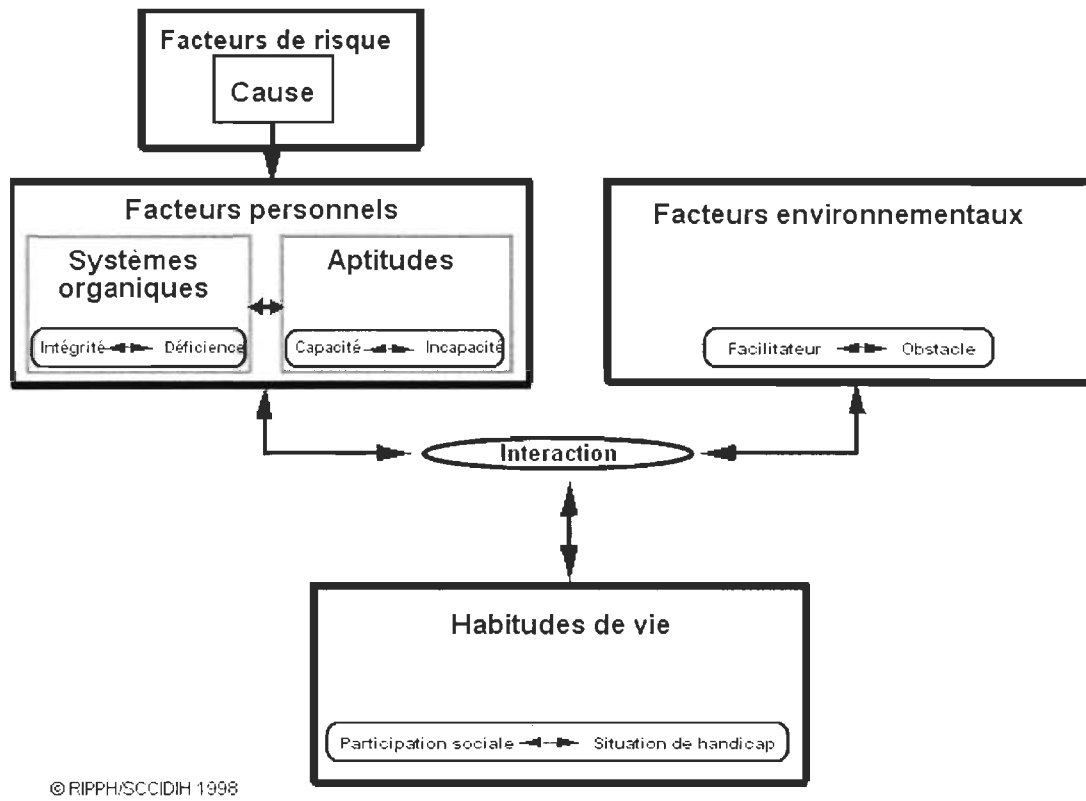 Facteurs de risque
Cause
Facteurs personnels
Systèmes
organiques
Intégrité Déficience
Aptitudes
Capacité Incapacité
Facteurs environnementaux
Facilitateur Obstacle
Interaction
Habitudes de vie
Participation sociale Situation de handicap
© RIPPH/SCCIDIH 1998